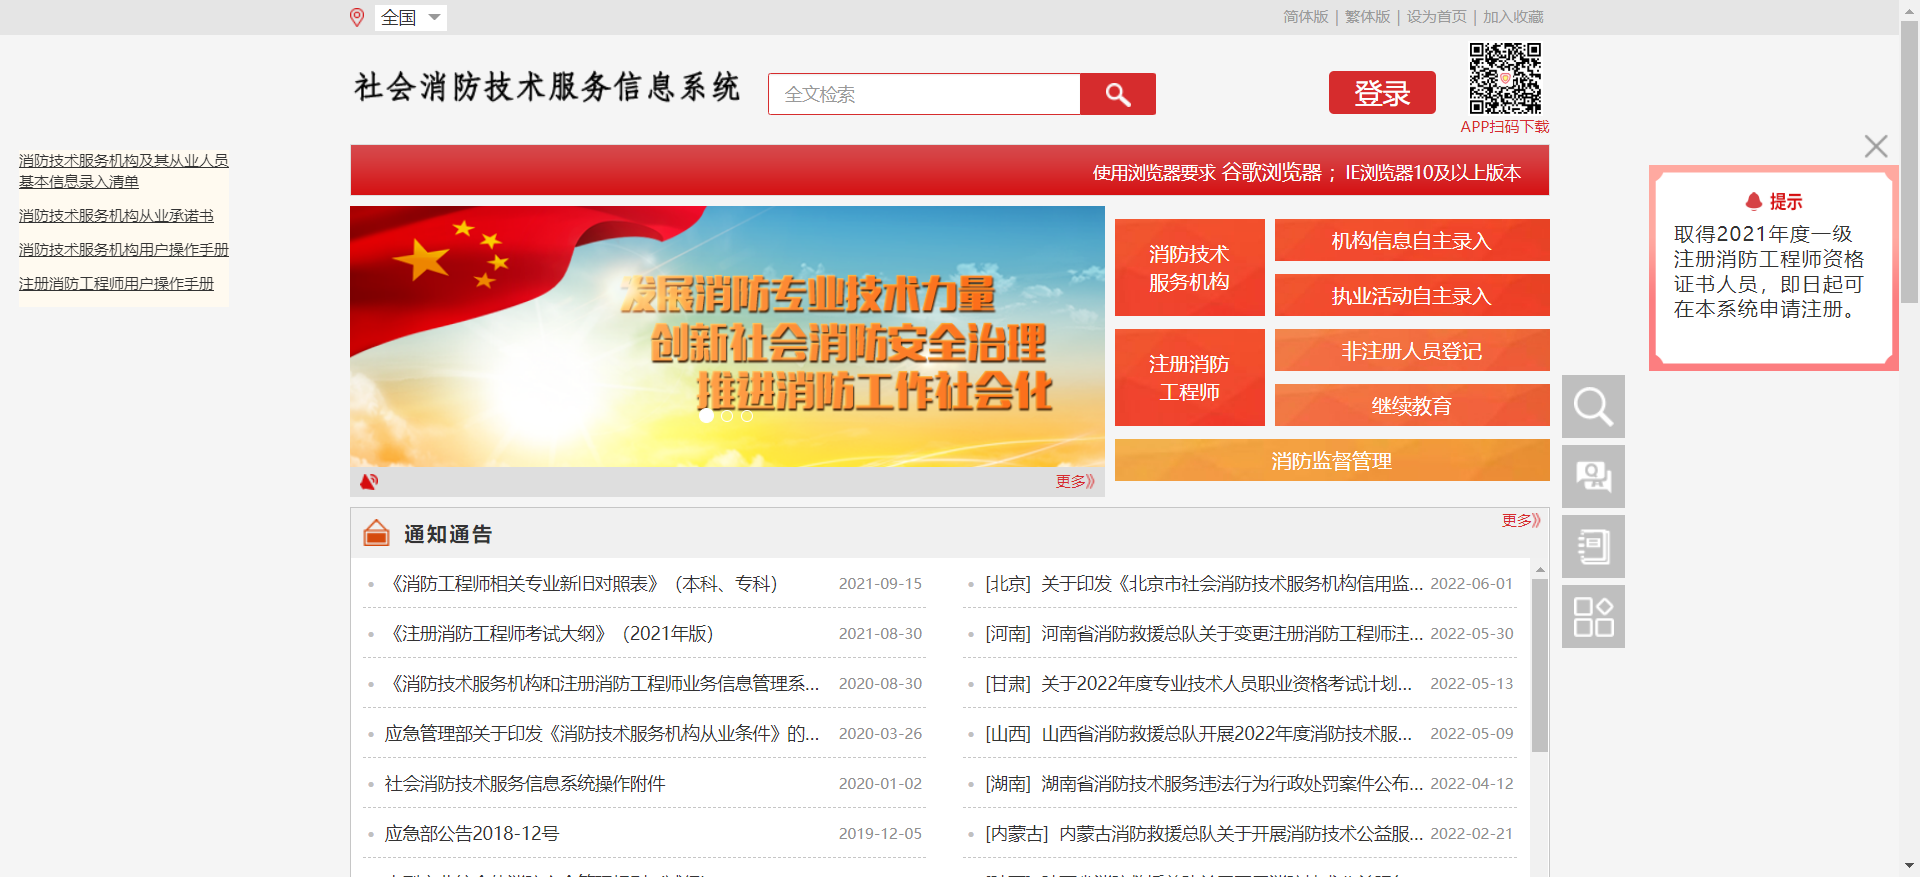 全国
简体版 | 繁体版 | 设为首页 | 加入收藏
社会消防技术服务信息系统
全文检索
登录
APP扫码下载
消防技术服务机构及其从业人员
基本信息录入清单
消防技术服务机构从业承诺书
消防技术服务机构用户操作手册
注册消防工程师用户操作手册
使用浏览器要求 谷歌浏览器 ；IE浏览器10及以上版本
提示
取得2021年度一级
注册消防工程师资格
证书人员，即日起可
在本系统申请注册。
发展消防专业技术力量
创新社会消防安全治理
推进消防工作社会化
更多》
消防技术
服务机构
机构信息自主录入
执业活动自主录入
注册消防
工程师
非注册人员登记
继续教育
消防监督管理
通知通告
更多》
《消防工程师相关专业新旧对照表》（本科、专科） 2021-09-15
《注册消防工程师考试大纲》（2021年版） 2021-08-30
《消防技术服务机构和注册消防工程师业务信息管理系... 2020-08-30
应急管理部关于印发《消防技术服务机构从业条件》的... 2020-03-26
社会消防技术服务信息系统操作附件 2020-01-02
应急部公告2018-12号 2019-12-05
[北京] 关于印发《北京市社会消防技术服务机构信用监... 2022-06-01
[河南] 河南省消防救援总队关于变更注册消防工程师注... 2022-05-30
[甘肃] 关于2022年度专业技术人员职业资格考试计划... 2022-05-13
[山西] 山西省消防救援总队开展2022年度消防技术服... 2022-05-09
[湖南] 湖南省消防技术服务违法行为行政处罚案件公布... 2022-04-12
[内蒙古] 内蒙古消防救援总队关于开展消防技术公益服... 2022-02-21